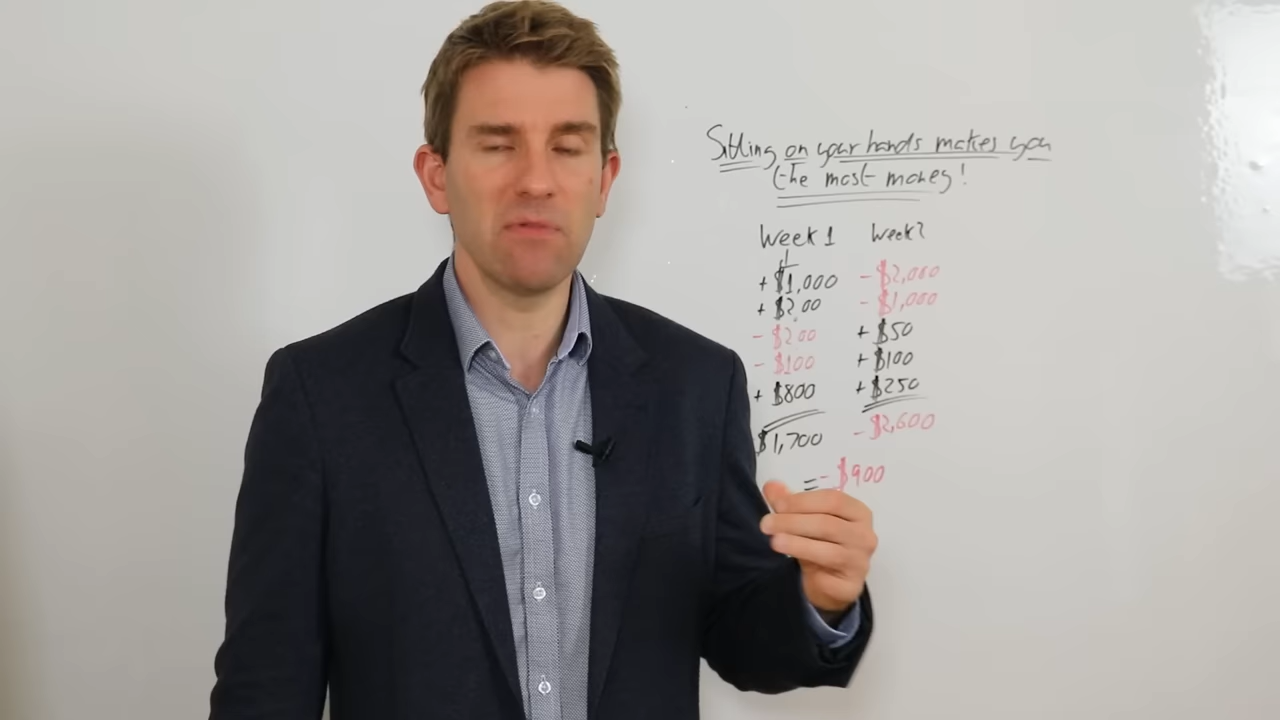 Sitting on your hands makes you
the most money!
Week 1 Week 2
+ $1,000 - $2,000
+ $200 - $1,000
- $200 + $50
- $100 + $100
+ $800 + $250
$1,700 - $2,600
= - $900